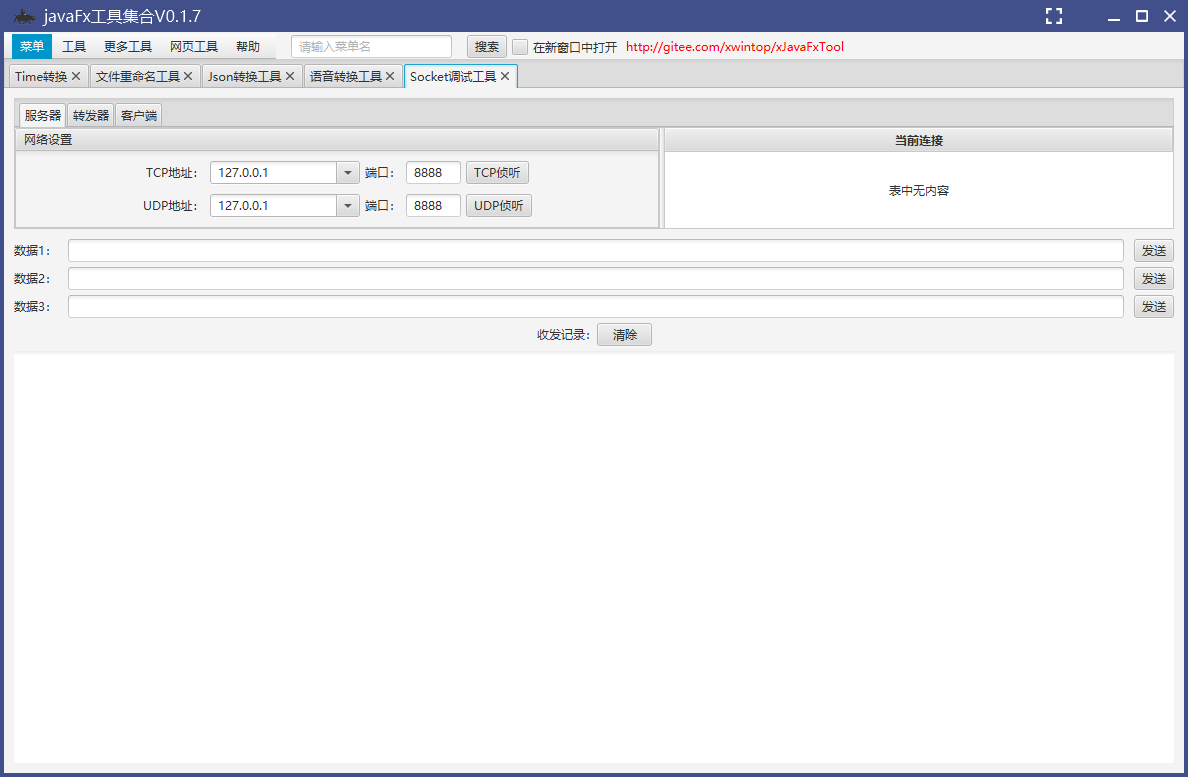 javaFx工具集合V0.1.7
菜单 工具 更多工具 网页工具 帮助 请输入菜单名 搜索 在新窗口中打开 http://gitee.com/xwintop/xJavaFxTool
Time转换 文件重命名工具 Json转换工具 语音转换工具 Socket调试工具
服务器 转发器 客户端
网络设置 当前连接
TCP地址： 127.0.0.1 端口： 8888 TCP侦听
表中无内容
UDP地址： 127.0.0.1 端口： 8888 UDP侦听
数据1： 发送
数据2： 发送
数据3： 发送
收发记录： 清除